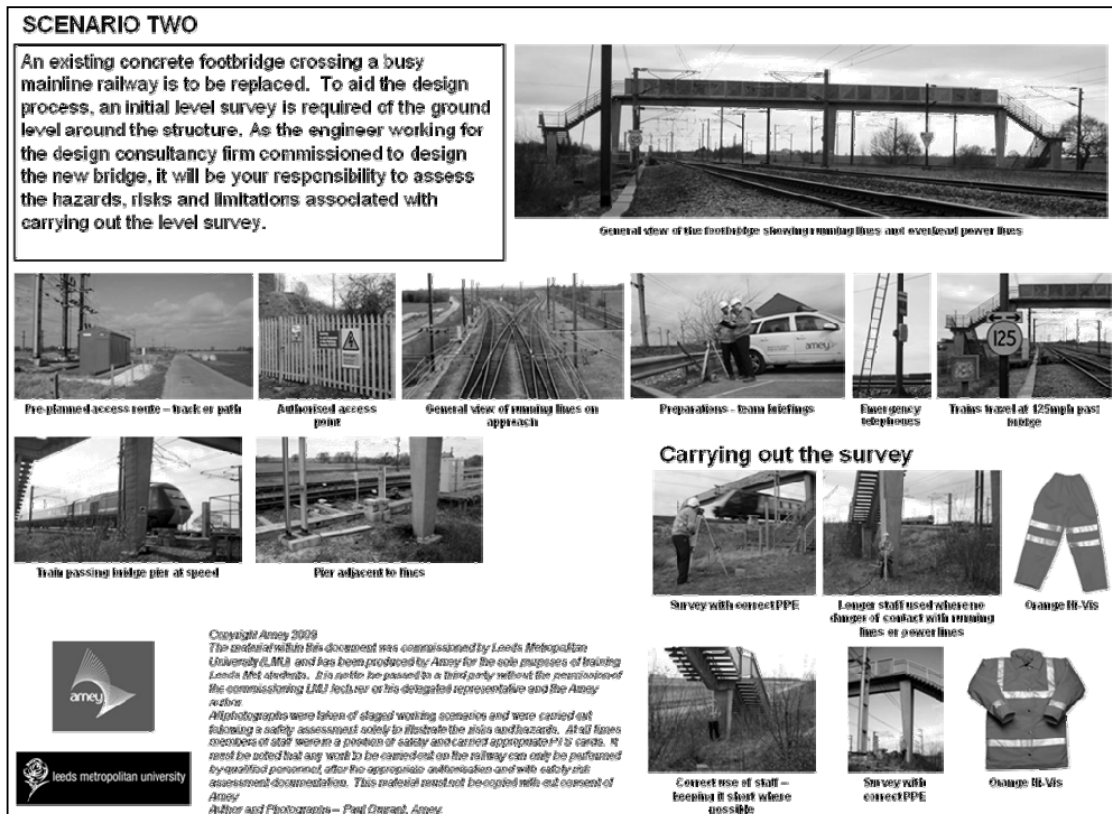 SCENARIO TWO
An existing concrete footbridge crossing a busy
mainline railway is to be replaced. To aid the design
process, an initial level survey is required of the ground
level around the structure. As the engineer working for
the design consultancy firm commissioned to design
the new bridge, it will be your responsibility to assess
the hazards, risks and limitations associated with
carrying out the level survey.
General view of the footbridge showing running lines and overhead power lines
Pre-planned access route – track or path
Authorised access
point
General view of running lines on
approach
Preparations - team briefings
Emergency
telephones
125
Trains travel at 125mph past
bridge
Train passing bridge pier at speed
Pier adjacent to lines
Carrying out the survey
Survey with correct PPE
Longer staff used where no
danger of contact with running
lines or power lines
Orange Hi-Vis
Correct use of staff –
keeping it short where
possible
Survey with
correct PPE
Orange Hi-Vis
amey
leeds metropolitan university
Copyright Amey 2009
The material within this document was commissioned by Leeds Metropolitan
University (LMU) and has been produced by Amey for the sole purposes of training
Leeds Met students. It is not to be passed to a third party without the permission of
the commissioning LMU lecturer or his delegated representative and the Amey
author.
All photographs were taken of staged working scenarios and were carried out
following a safety assessment solely to illustrate the risks and hazards. At all times
members of staff were in a position of safety and carried appropriate PTS cards. It
must be noted that any work to be carried out on the railway can only be performed
by qualified personnel, after the appropriate authorisation and with safety risk
assessment documentation. This material must not be copied without consent of
Amey
Author and Photographs – Paul Durrant, Amey.